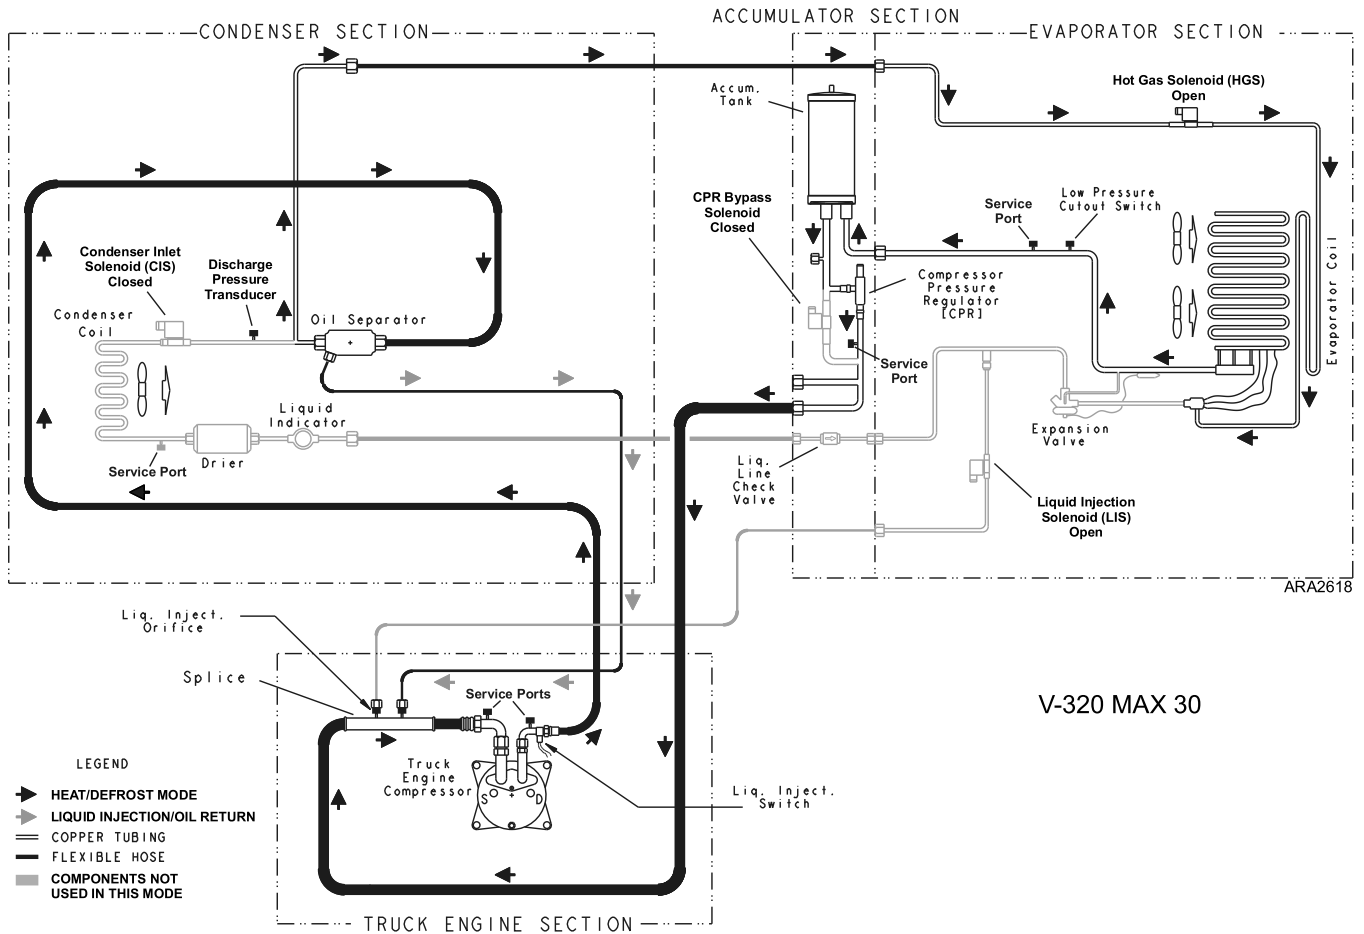 ACCUMULATOR SECTION
CONDENSER SECTION
EVAPORATOR SECTION
Accum.
Tank
Hot Gas Solenoid (HGS)
Open
CPR Bypass
Solenoid
Closed
Service
Port
Low Pressure
Cutout Switch
Condenser Inlet
Solenoid (CIS)
Closed
Discharge
Pressure
Transducer
Condenser
Coil
Oil Separator
Compressor
Pressure
Regulator
[CPR]
Evaporator Coil
Service
Port
Liquid
Indicator
Service Port
Drier
Expansion
Valve
Liq.
Line
Check
Valve
Liquid Injection
Solenoid (LIS)
Open
ARA2618
Liq. Inject.
Orifice
Splice
Service Ports
V-320 MAX 30
Truck
Engine
Compressor
S
D
Liq. Inject.
Switch
LEGEND
HEAT/DEFROST MODE
LIQUID INJECTION/OIL RETURN
COPPER TUBING
FLEXIBLE HOSE
COMPONENTS NOT
USED IN THIS MODE
TRUCK ENGINE SECTION